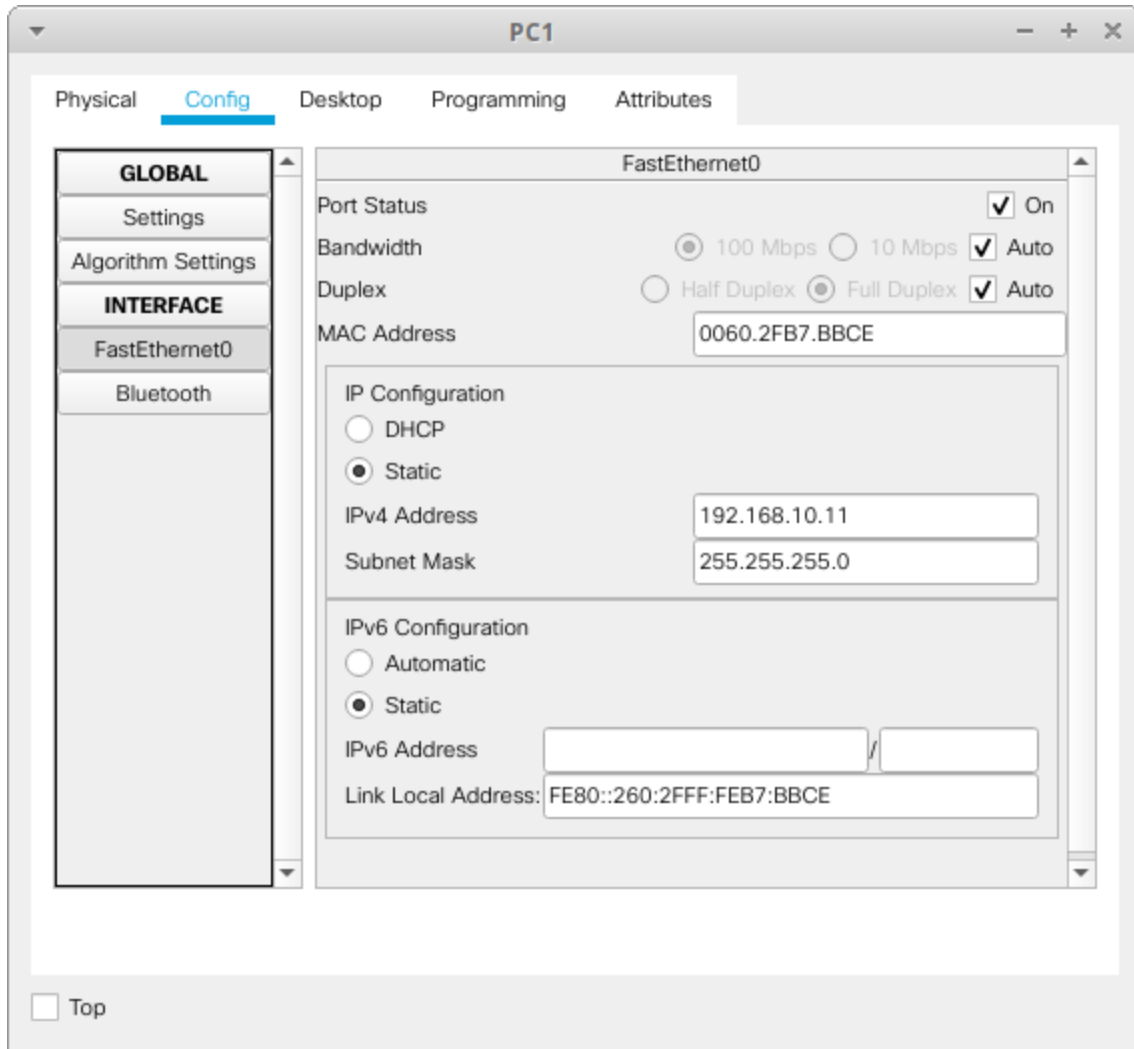 PC1
Physical Config Desktop Programming Attributes
GLOBAL
Settings
Algorithm Settings
INTERFACE
FastEthernet0
Bluetooth
FastEthernet0
Port Status On
Bandwidth 100 Mbps 10 Mbps Auto
Duplex Half Duplex Full Duplex Auto
MAC Address 0060.2FB7.BBCE
IP Configuration
DHCP
Static
IPv4 Address 192.168.10.11
Subnet Mask 255.255.255.0
IPv6 Configuration
Automatic
Static
IPv6 Address /
Link Local Address: FE80::260:2FFF:FEB7:BBCE
Top